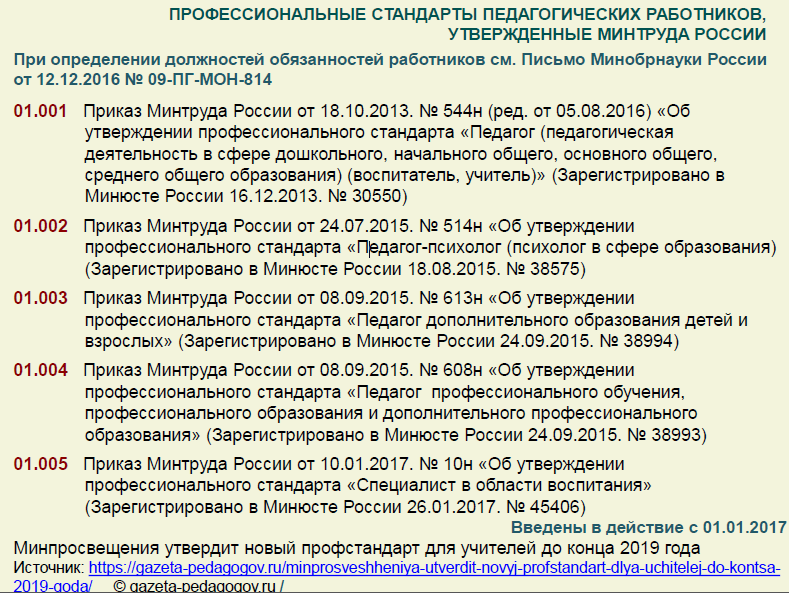 ПРОФЕССИОНАЛЬНЫЕ СТАНДАРТЫ ПЕДАГОГИЧЕСКИХ РАБОТНИКОВ,
УТВЕРЖДЕННЫЕ МИНТРУДА РОССИИ
При определении должностей обязанностей работников см. Письмо Минобрнауки России
от 12.12.2016 № 09-ПГ-МОН-814
01.001 Приказ Минтруда России от 18.10.2013. № 544н (ред. от 05.08.2016) «Об
утверждении профессионального стандарта «Педагог (педагогическая
деятельность в сфере дошкольного, начального общего, основного общего,
среднего общего образования) (воспитатель, учитель)» (Зарегистрировано в
Минюсте России 16.12.2013. № 30550)
01.002 Приказ Минтруда России от 24.07.2015. № 514н «Об утверждении
профессионального стандарта «Педагог-психолог (психолог в сфере образования)
(Зарегистрировано в Минюсте России 18.08.2015. № 38575)
01.003 Приказ Минтруда России от 08.09.2015. № 613н «Об утверждении
профессионального стандарта «Педагог дополнительного образования детей и
взрослых» (Зарегистрировано в Минюсте России 24.09.2015. № 38994)
01.004 Приказ Минтруда России от 08.09.2015. № 608н «Об утверждении
профессионального стандарта «Педагог профессионального обучения,
профессионального образования и дополнительного профессионального
образования» (Зарегистрировано в Минюсте России 24.09.2015. № 38993)
01.005 Приказ Минтруда России от 10.01.2017. № 10н «Об утверждении
профессионального стандарта «Специалист в области воспитания»
(Зарегистрировано в Минюсте России 26.01.2017. № 45406)
Введены в действие с 01.01.2017
Минпросвещения утвердит новый профстандарт для учителей до конца 2019 года
Источник: https://gazeta-pedagogov.ru/minprosveshheniya-utverdit-novyj-profstandart-dlya-uchitelej-do-kontsa-
2019-goda/ © gazeta-pedagogov.ru /